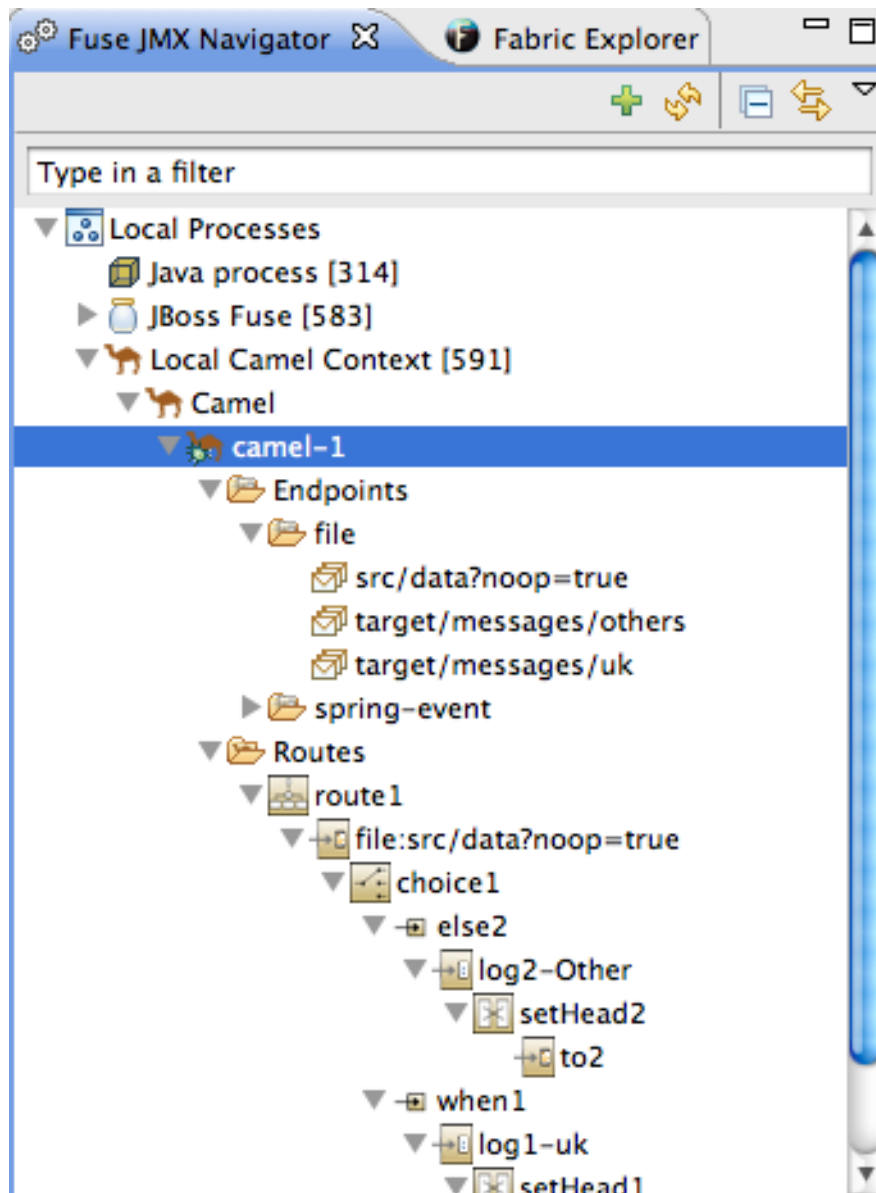 Fuse JMX Navigator Fabric Explorer
Type in a filter
Local Processes
Java process [314]
JBoss Fuse [583]
Local Camel Context [591]
Camel
camel-1
Endpoints
file
src/data?noop=true
target/messages/others
target/messages/uk
spring-event
Routes
route1
file:src/data?noop=true
choice1
else2
log2-Other
setHead2
to2
when1
log1-uk
setHead1